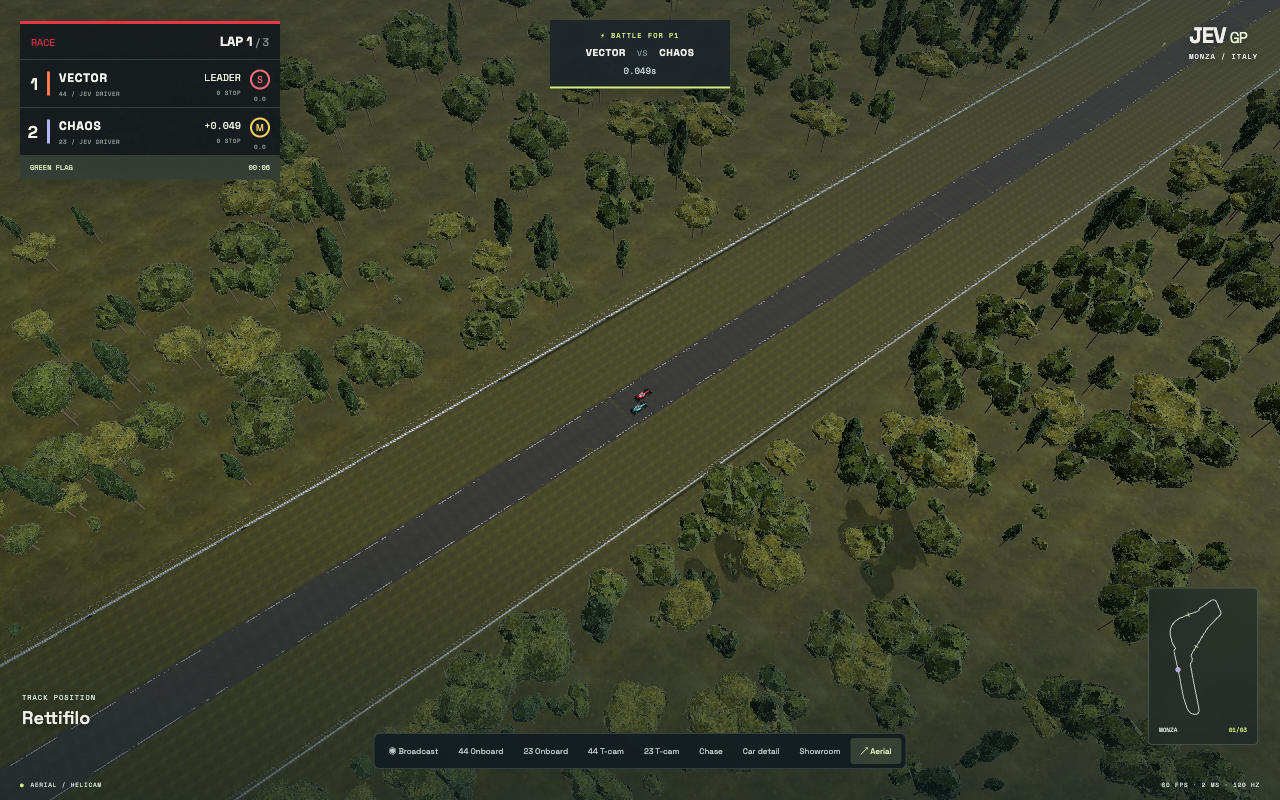 RACE
LAP 1 / 3
1 VECTOR LEADER S
44 / JEV DRIVER 0 STOP 0.0
2 CHAOS +0.049 M
23 / JEV DRIVER 0 STOP 0.0
GREEN FLAG 00:06
⚡ BATTLE FOR P1
VECTOR VS CHAOS
0.049s
JEV GP
MONZA / ITALY
TRACK POSITION
Rettifilo
MONZA 01/03
Broadcast 44 Onboard 23 Onboard 44 T-cam 23 T-cam Chase Car detail Showroom Aerial
AERIAL / HELICAM
60 FPS · 2 MS · 120 HZ